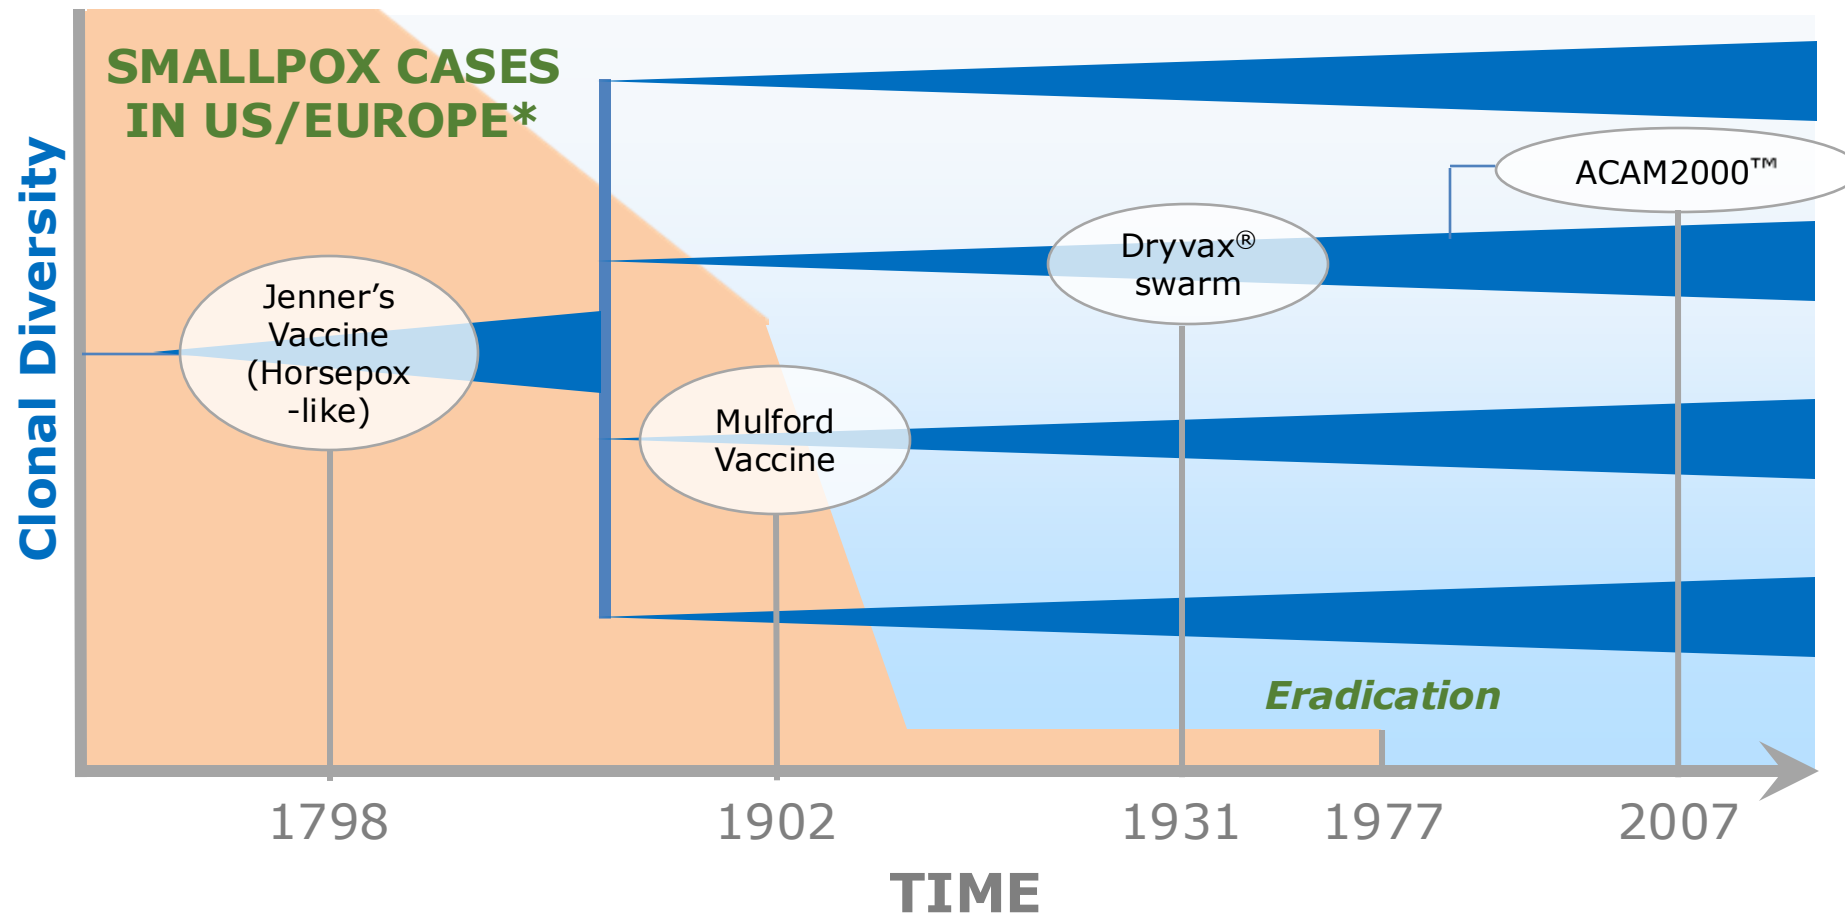 SMALLPOX CASES
IN US/EUROPE*
Clonal Diversity
ACAM2000™
Dryvax®
swarm
Jenner's
Vaccine
(Horsepox
-like)
Mulford
Vaccine
Eradication
1798
1902
1931
1977
2007
TIME